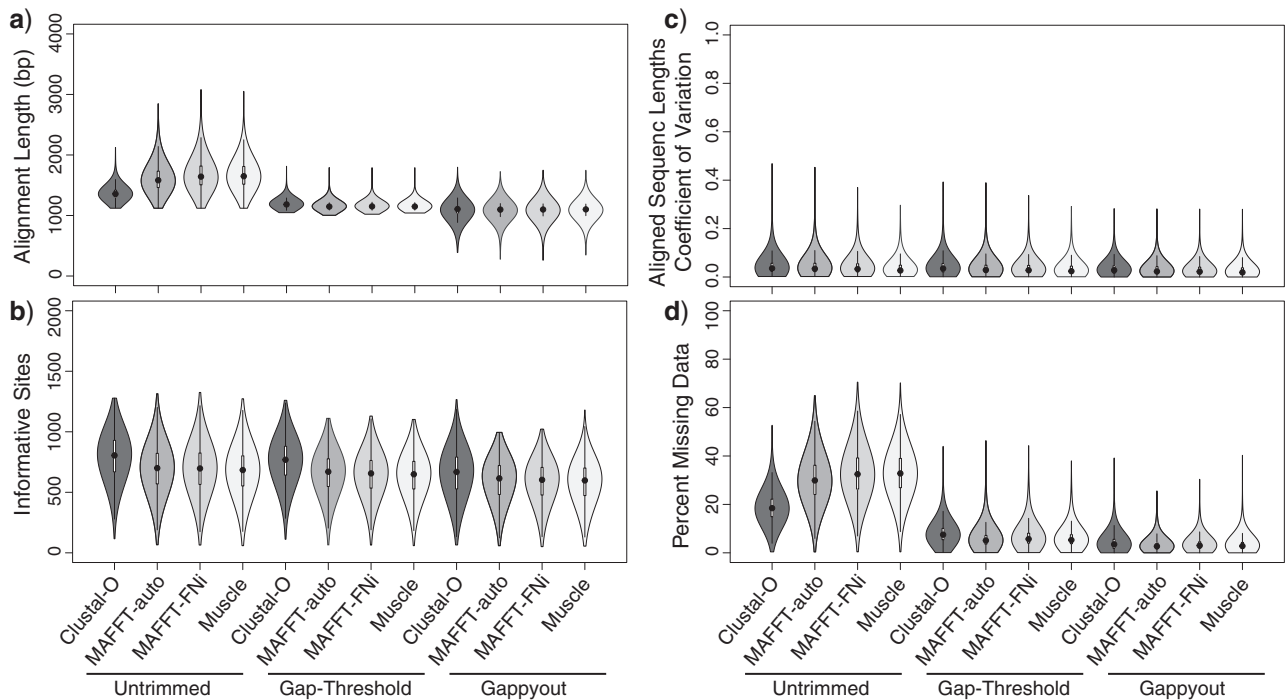 a)
Alignment Length (bp)
4000
3000
2000
1000
0
b)
Informative Sites
2000
1500
1000
500
0
Clustal-O
MAFFT-auto
MAFFT-FNi
Muscle
Clustal-O
MAFFT-auto
MAFFT-FNi
Muscle
Clustal-O
MAFFT-auto
MAFFT-FNi
Muscle
Untrimmed
Gap-Threshold
Gappyout
c)
Aligned Sequenc Lengths
Coefficient of Variation
1.0
0.8
0.6
0.4
0.2
0.0
d)
Percent Missing Data
100
80
60
40
20
0
Clustal-O
MAFFT-auto
MAFFT-FNi
Muscle
Clustal-O
MAFFT-auto
MAFFT-FNi
Muscle
Clustal-O
MAFFT-auto
MAFFT-FNi
Muscle
Untrimmed
Gap-Threshold
Gappyout